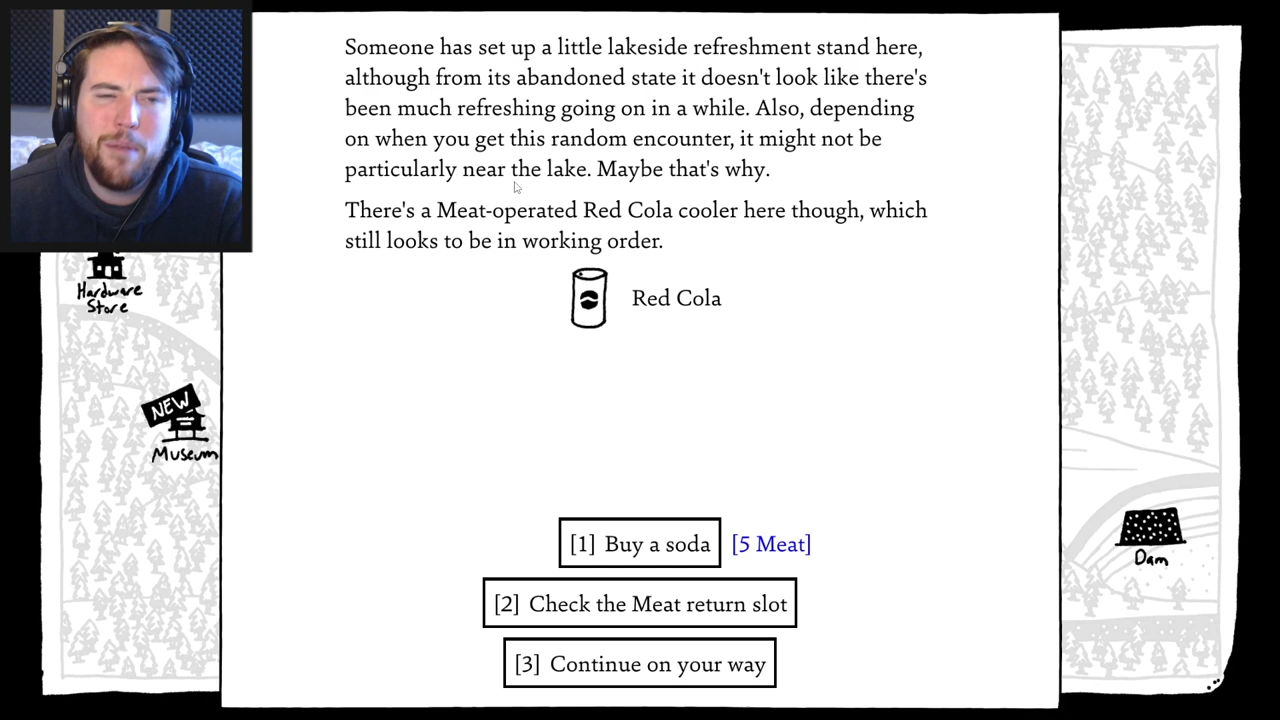 Someone has set up a little lakeside refreshment stand here,
although from its abandoned state it doesn't look like there's
been much refreshing going on in a while. Also, depending
on when you get this random encounter, it might not be
particularly near the lake. Maybe that's why.
There's a Meat-operated Red Cola cooler here though, which
still looks to be in working order.
Red Cola
Hardware
Store
NEW
Museum
[1] Buy a soda [5 Meat]
[2] Check the Meat return slot
[3] Continue on your way
Dam